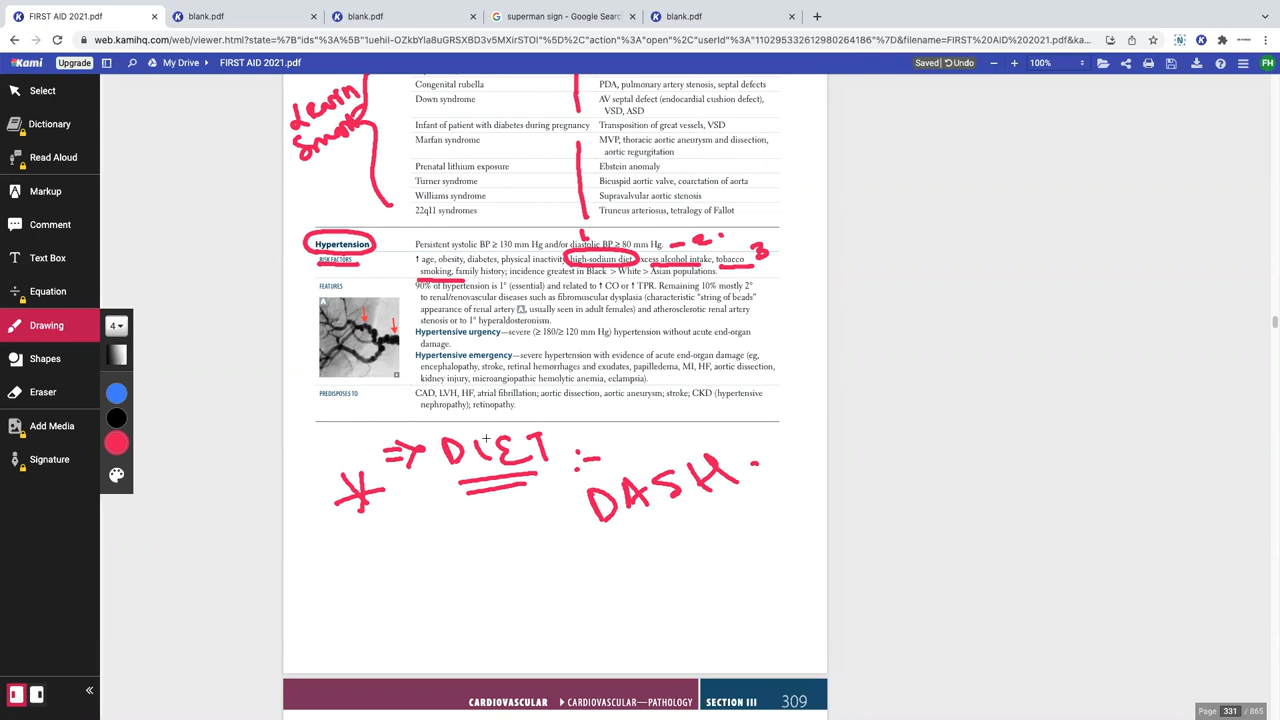 FIRST AID 2021.pdf
blank.pdf
blank.pdf
superman sign - Google Searc
blank.pdf
web.kamihq.com/web/viewer.html?state=%7B"ids"%3A%5B"1uehiI-OZkbYla8uGRSXBD3v5MXirSTOI"%5D%2C"action"%3A"open"%2C"userId"%3A"110295332612980264186"%7D&filename=FIRST%20AID%202021.pdf&ka...
Kami Upgrade My Drive FIRST AID 2021.pdf Saved Undo 100% FH
Select
Dictionary
Read Aloud
Markup
Comment
Text Box
Equation
Drawing
4
Shapes
Eraser
Add Media
Signature
Congenital rubella PDA, pulmonary artery stenosis, septal defects
Down syndrome AV septal defect (endocardial cushion defect),
VSD, ASD
Infant of patient with diabetes during pregnancy Transposition of great vessels, VSD
Marfan syndrome MVP, thoracic aortic aneurysm and dissection,
aortic regurgitation
Prenatal lithium exposure Ebstein anomaly
Turner syndrome Bicuspid aortic valve, coarctation of aorta
Williams syndrome Supravalvular aortic stenosis
22q11 syndromes Truncus arteriosus, tetralogy of Fallot
Hypertension Persistent systolic BP ≥ 130 mm Hg and/or diastolic BP ≥ 80 mm Hg. 2
RISK FACTORS ↑ age, obesity, diabetes, physical inactivity, high-sodium diet, excess alcohol intake, tobacco 3
smoking, family history; incidence greatest in Black > White > Asian populations.
FEATURES 90% of hypertension is 1° (essential) and related to ↑ CO or ↑ TPR. Remaining 10% mostly 2°
to renal/renovascular diseases such as fibromuscular dysplasia (characteristic "string of beads"
appearance of renal artery A, usually seen in adult females) and atherosclerotic renal artery
stenosis or to 1° hyperaldosteronism.
Hypertensive urgency—severe (≥ 180/≥ 120 mm Hg) hypertension without acute end-organ
damage.
Hypertensive emergency—severe hypertension with evidence of acute end-organ damage (eg,
encephalopathy, stroke, retinal hemorrhages and exudates, papilledema, MI, HF, aortic dissection,
kidney injury, microangiopathic hemolytic anemia, eclampsia).
PREDISPOSES TO CAD, LVH, HF, atrial fibrillation; aortic dissection, aortic aneurysm; stroke; CKD (hypertensive
nephropathy); retinopathy.
⇒ DIET :-
DASH.
CARDIOVASCULAR ▶ CARDIOVASCULAR—PATHOLOGY SECTION III 309
Page 331 / 865